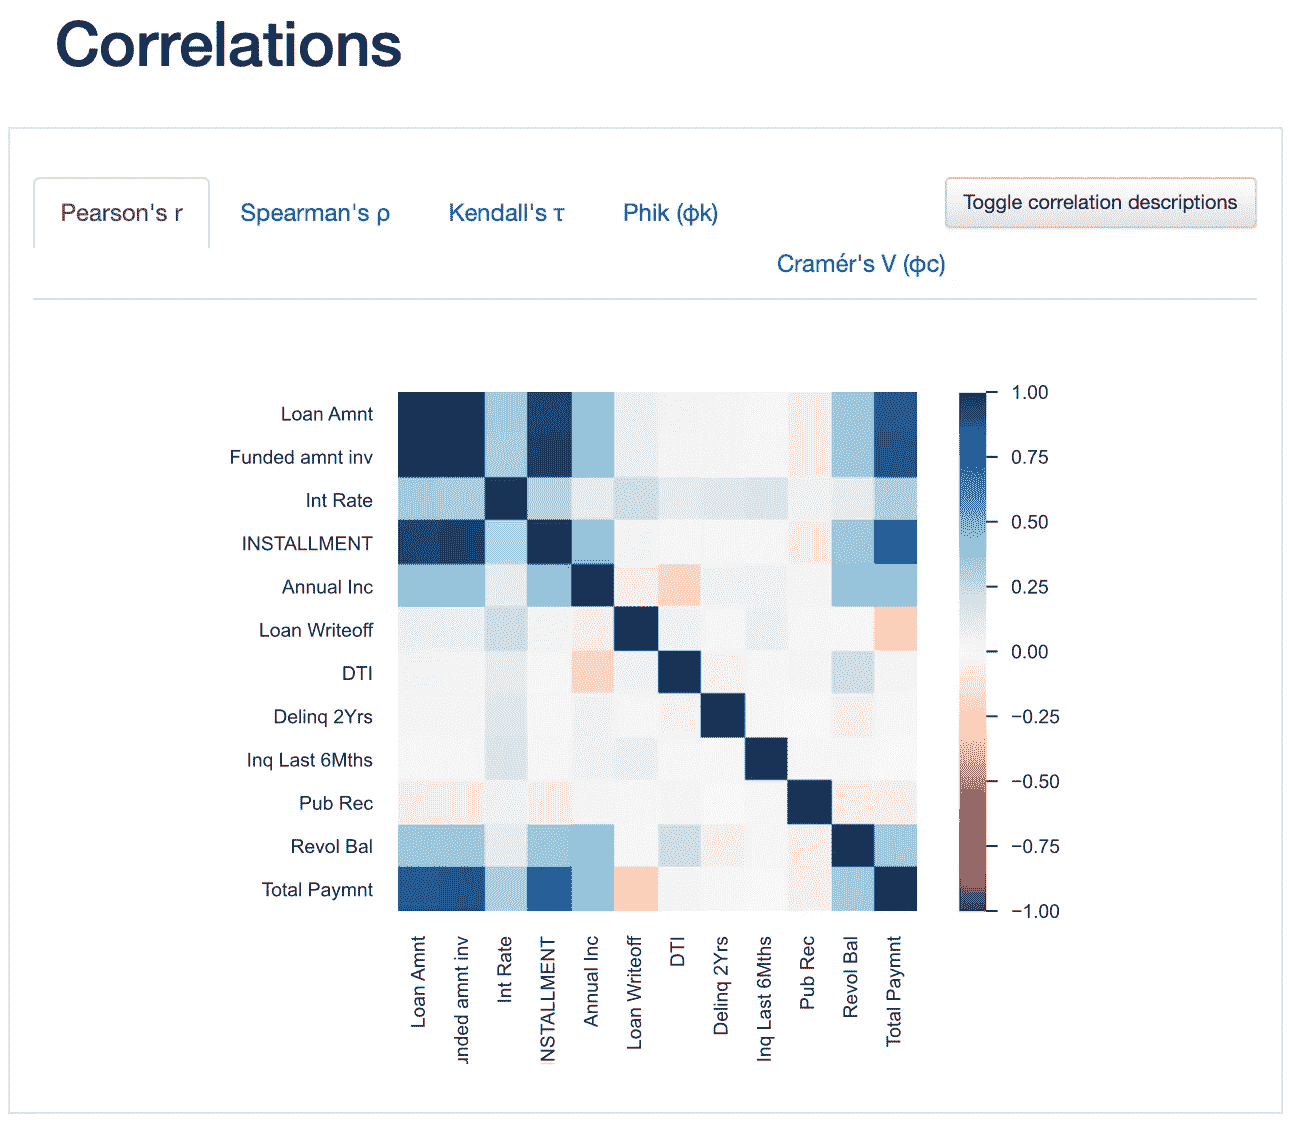 Correlations
Pearson's r
Spearman's ρ
Kendall's τ
Phik (φk)
Toggle correlation descriptions
Cramér's V (φc)
Loan Amnt
Funded amnt inv
Int Rate
INSTALLMENT
Annual Inc
Loan Writeoff
DTI
Delinq 2Yrs
Inq Last 6Mths
Pub Rec
Revol Bal
Total Paymnt
1.00
0.75
0.50
0.25
0.00
−0.25
−0.50
−0.75
−1.00
Loan Amnt
unded amnt inv
Int Rate
INSTALLMENT
Annual Inc
Loan Writeoff
DTI
Delinq 2Yrs
Inq Last 6Mths
Pub Rec
Revol Bal
Total Paymnt